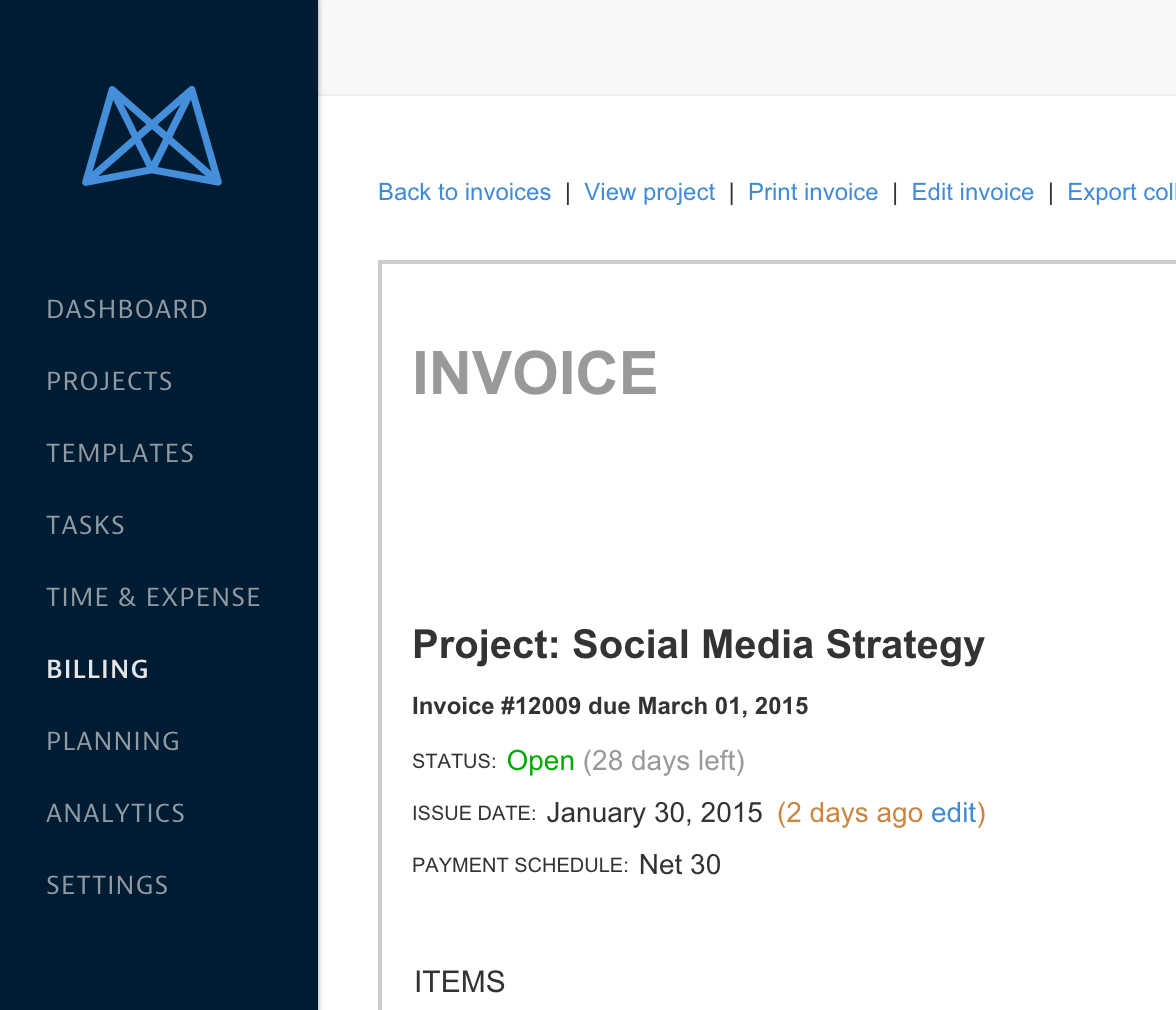 Back to invoices | View project | Print invoice | Edit invoice | Export
DASHBOARD
PROJECTS
TEMPLATES
TASKS
TIME & EXPENSE
BILLING
PLANNING
ANALYTICS
SETTINGS
INVOICE
Project: Social Media Strategy
Invoice #12009 due March 01, 2015
STATUS: Open (28 days left)
ISSUE DATE: January 30, 2015 (2 days ago edit)
PAYMENT SCHEDULE: Net 30
ITEMS